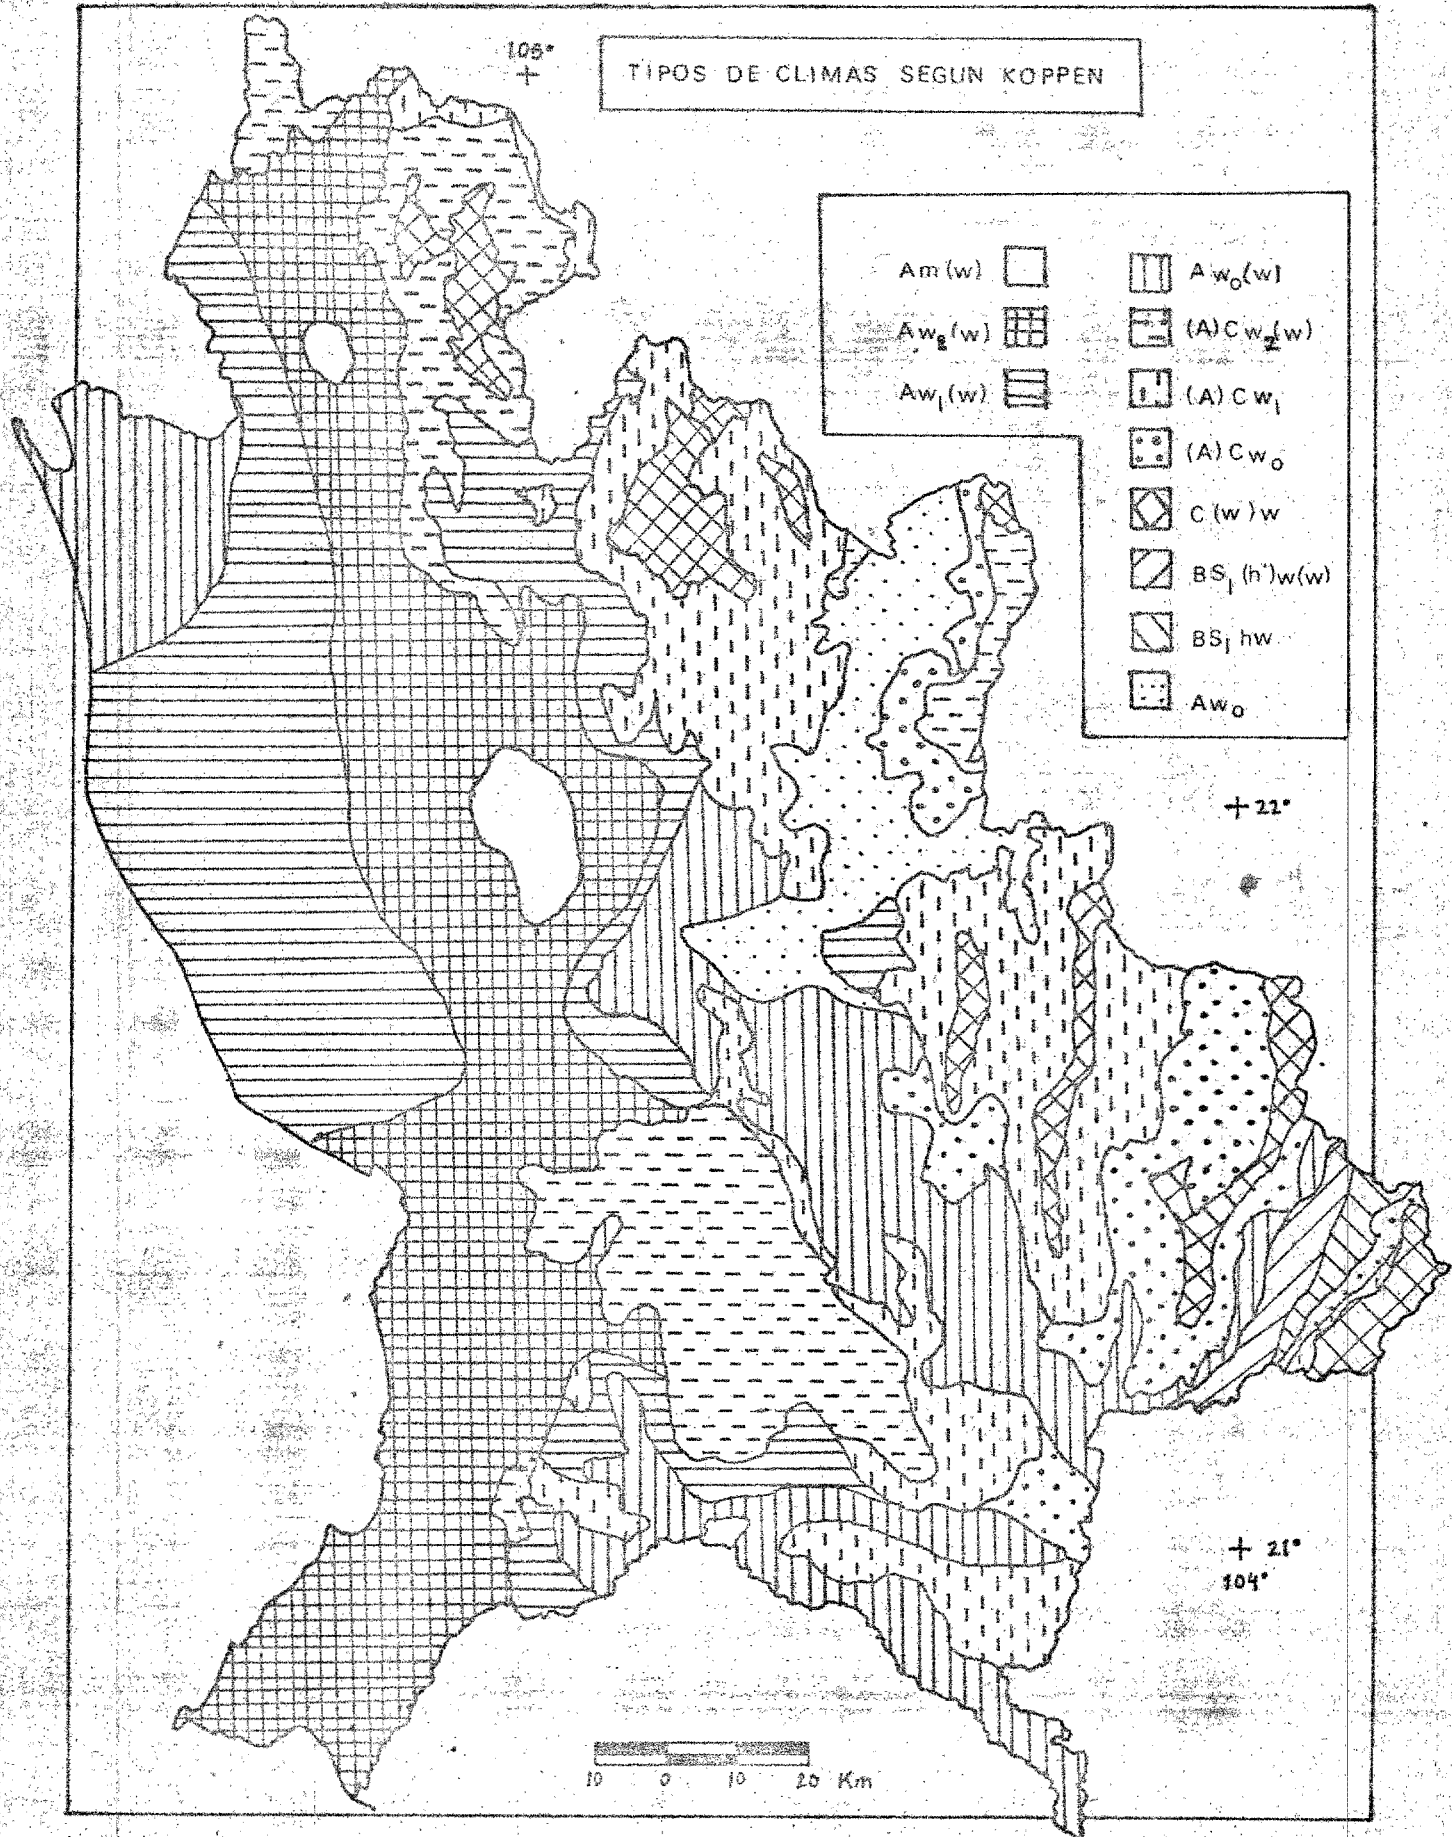 105°
TIPOS DE CLIMAS SEGUN KOPPEN
Am (w)
Aw2 (w)
Aw1 (w)
Aw0 (w)
(A) C w2 (w)
(A) C w1
(A) C w0
C (w) w
BS1 (h') w(w)
BS1 hw
Aw0
22°
21°
104°
10 0 10 20 Km